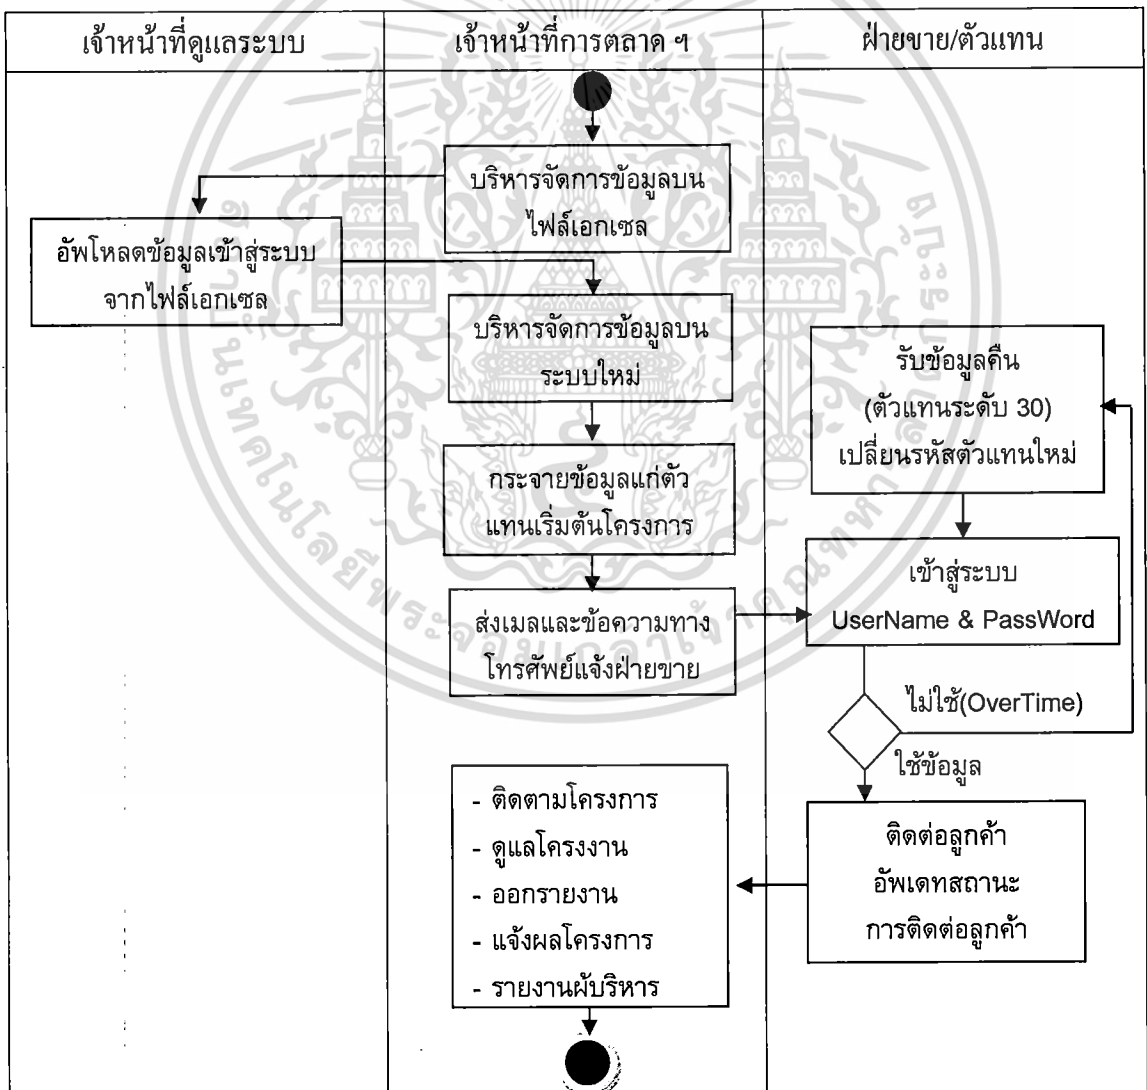 เจ้าหน้าที่ดูแลระบบ
เจ้าหน้าที่การตลาด ฯ
ฝ่ายขาย/ตัวแทน
บริหารจัดการข้อมูลบน
ไฟล์เอกเซล
อัพโหลดข้อมูลเข้าสู่ระบบ
จากไฟล์เอกเซล
บริหารจัดการข้อมูลบน
ระบบใหม่
กระจายข้อมูลแก่ตัว
แทนเริ่มต้นโครงการ
ส่งเมลและข้อความทาง
โทรศัพย์แจ้งฝ่ายขาย
รับข้อมูลคืน
(ตัวแทนระดับ 30)
เปลี่ยนรหัสตัวแทนใหม่
เข้าสู่ระบบ
UserName & PassWord
ไม่ใช้(OverTime)
ใช้ข้อมูล
ติดต่อลูกค้า
อัพเดทสถานะ
การติดต่อลูกค้า
- ติดตามโครงการ
- ดูแลโครงงาน
- ออกรายงาน
- แจ้งผลโครงการ
- รายงานผู้บริหาร